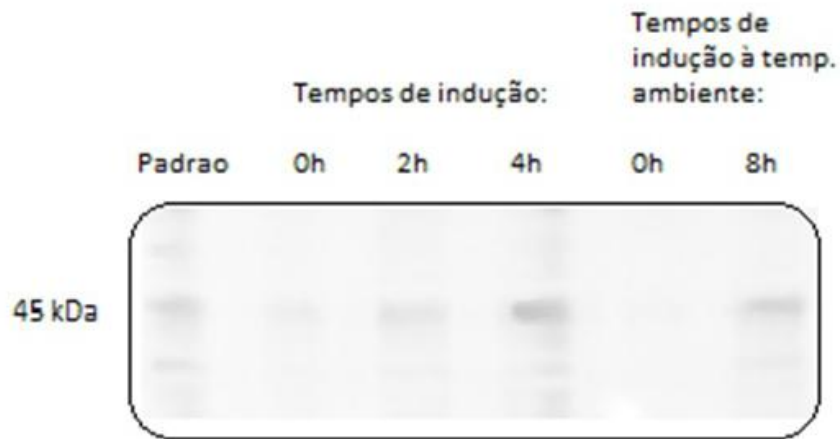 Tempos de
indução à temp.
Tempos de indução: ambiente:
Padrao 0h 2h 4h 0h 8h
45 kDa